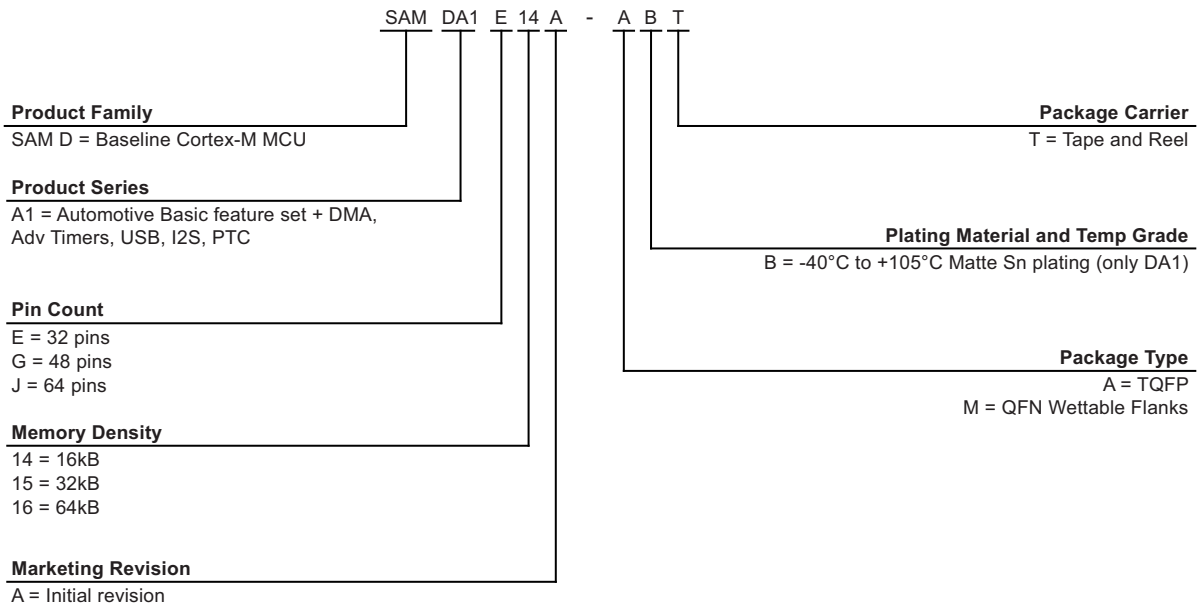 SAM DA1 E 14 A - A B T
Product Family
SAM D = Baseline Cortex-M MCU
Product Series
A1 = Automotive Basic feature set + DMA,
Adv Timers, USB, I2S, PTC
Pin Count
E = 32 pins
G = 48 pins
J = 64 pins
Memory Density
14 = 16kB
15 = 32kB
16 = 64kB
Marketing Revision
A = Initial revision
Package Carrier
T = Tape and Reel
Plating Material and Temp Grade
B = -40°C to +105°C Matte Sn plating (only DA1)
Package Type
A = TQFP
M = QFN Wettable Flanks